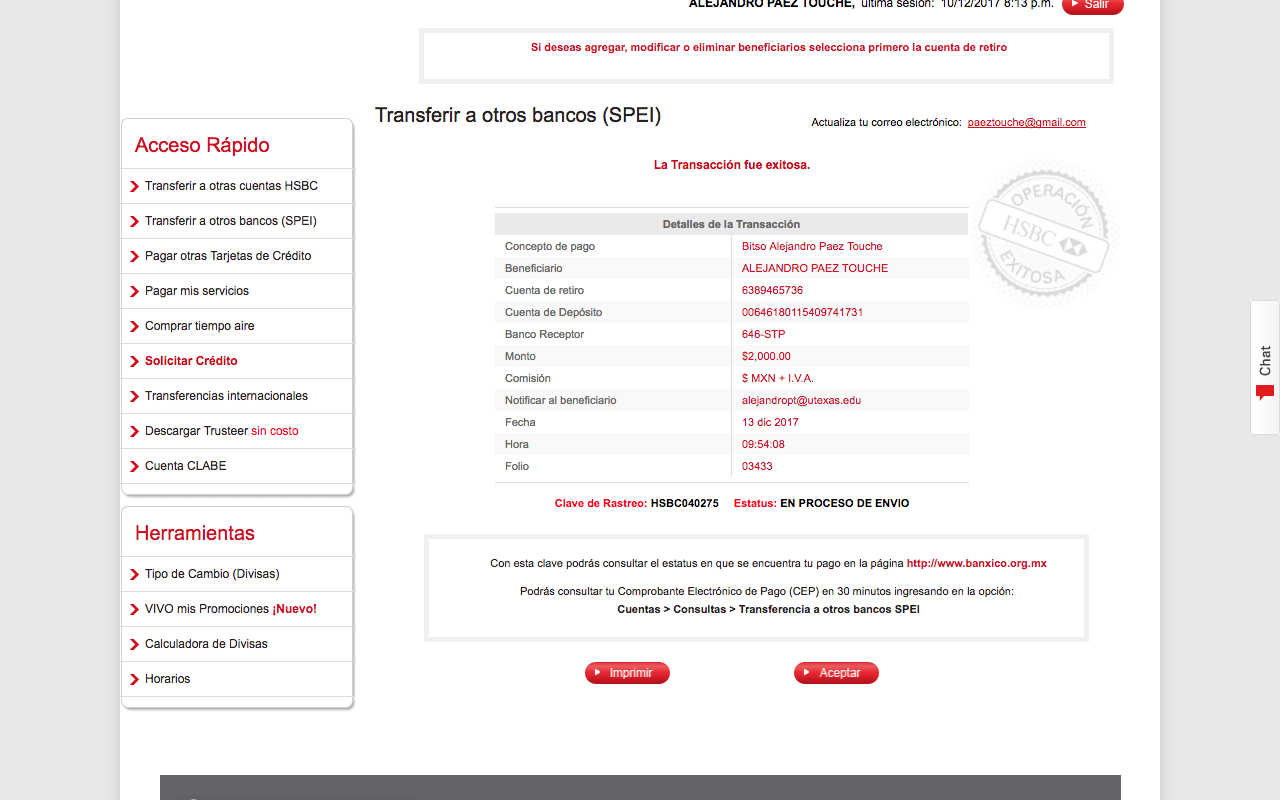 ALEJANDRO PAEZ TOUCHE, última sesión: 10/12/2017 8:13 p.m. Salir
Si deseas agregar, modificar o eliminar beneficiarios selecciona primero la cuenta de retiro
Transferir a otros bancos (SPEI)
Actualiza tu correo electrónico: paeztouche@gmail.com
Acceso Rápido
Transferir a otras cuentas HSBC
Transferir a otros bancos (SPEI)
Pagar otras Tarjetas de Crédito
Pagar mis servicios
Comprar tiempo aire
Solicitar Crédito
Transferencias internacionales
Descargar Trusteer sin costo
Cuenta CLABE
Herramientas
Tipo de Cambio (Divisas)
VIVO mis Promociones ¡Nuevo!
Calculadora de Divisas
Horarios
La Transacción fue exitosa.
OPERACIÓN
HSBC
EXITOSA
Detalles de la Transacción
Concepto de pago Bitso Alejandro Paez Touche
Beneficiario ALEJANDRO PAEZ TOUCHE
Cuenta de retiro 6389465736
Cuenta de Depósito 00646180115409741731
Banco Receptor 646-STP
Monto $2,000.00
Comisión $ MXN + I.V.A.
Notificar al beneficiario alejandropt@utexas.edu
Fecha 13 dic 2017
Hora 09:54:08
Folio 03433
Clave de Rastreo: HSBC040275 Estatus: EN PROCESO DE ENVIO
Con esta clave podrás consultar el estatus en que se encuentra tu pago en la página http://www.banxico.org.mx
Podrás consultar tu Comprobante Electrónico de Pago (CEP) en 30 minutos ingresando en la opción:
Cuentas > Consultas > Transferencia a otros bancos SPEI
Imprimir
Aceptar
Chat